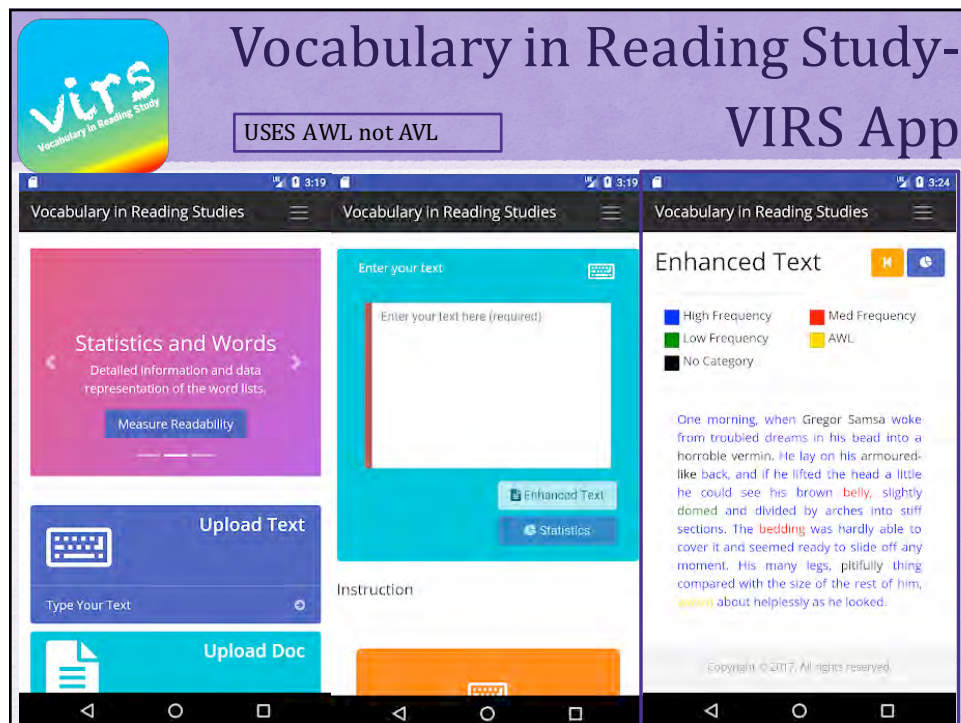 virs
Vocabulary in Reading Study
Vocabulary in Reading Study-
VIRS App
USES AWL not AVL
3:19
Vocabulary in Reading Studies
Statistics and Words
Detailed information and data
representation of the word lists.
Measure Readability
Upload Text
Type Your Text
Upload Doc
3:19
Vocabulary in Reading Studies
Enter your text
Enter your text here (required)
Enhanced Text
Statistics
Instruction
3:24
Vocabulary in Reading Studies
Enhanced Text
High Frequency
Med Frequency
Low Frequency
AWL
No Category
One morning, when Gregor Samsa woke
from troubled dreams in his bead into a
horroble vermin. He lay on his armoured-
like back, and if he lifted the head a little
he could see his brown belly, slightly
domed and divided by arches into stiff
sections. The bedding was hardly able to
cover it and seemed ready to slide off any
moment. His many legs, pitifully thing
compared with the size of the rest of him,
about helplessly as he looked.
Copyright © 2017. All rights reserved.